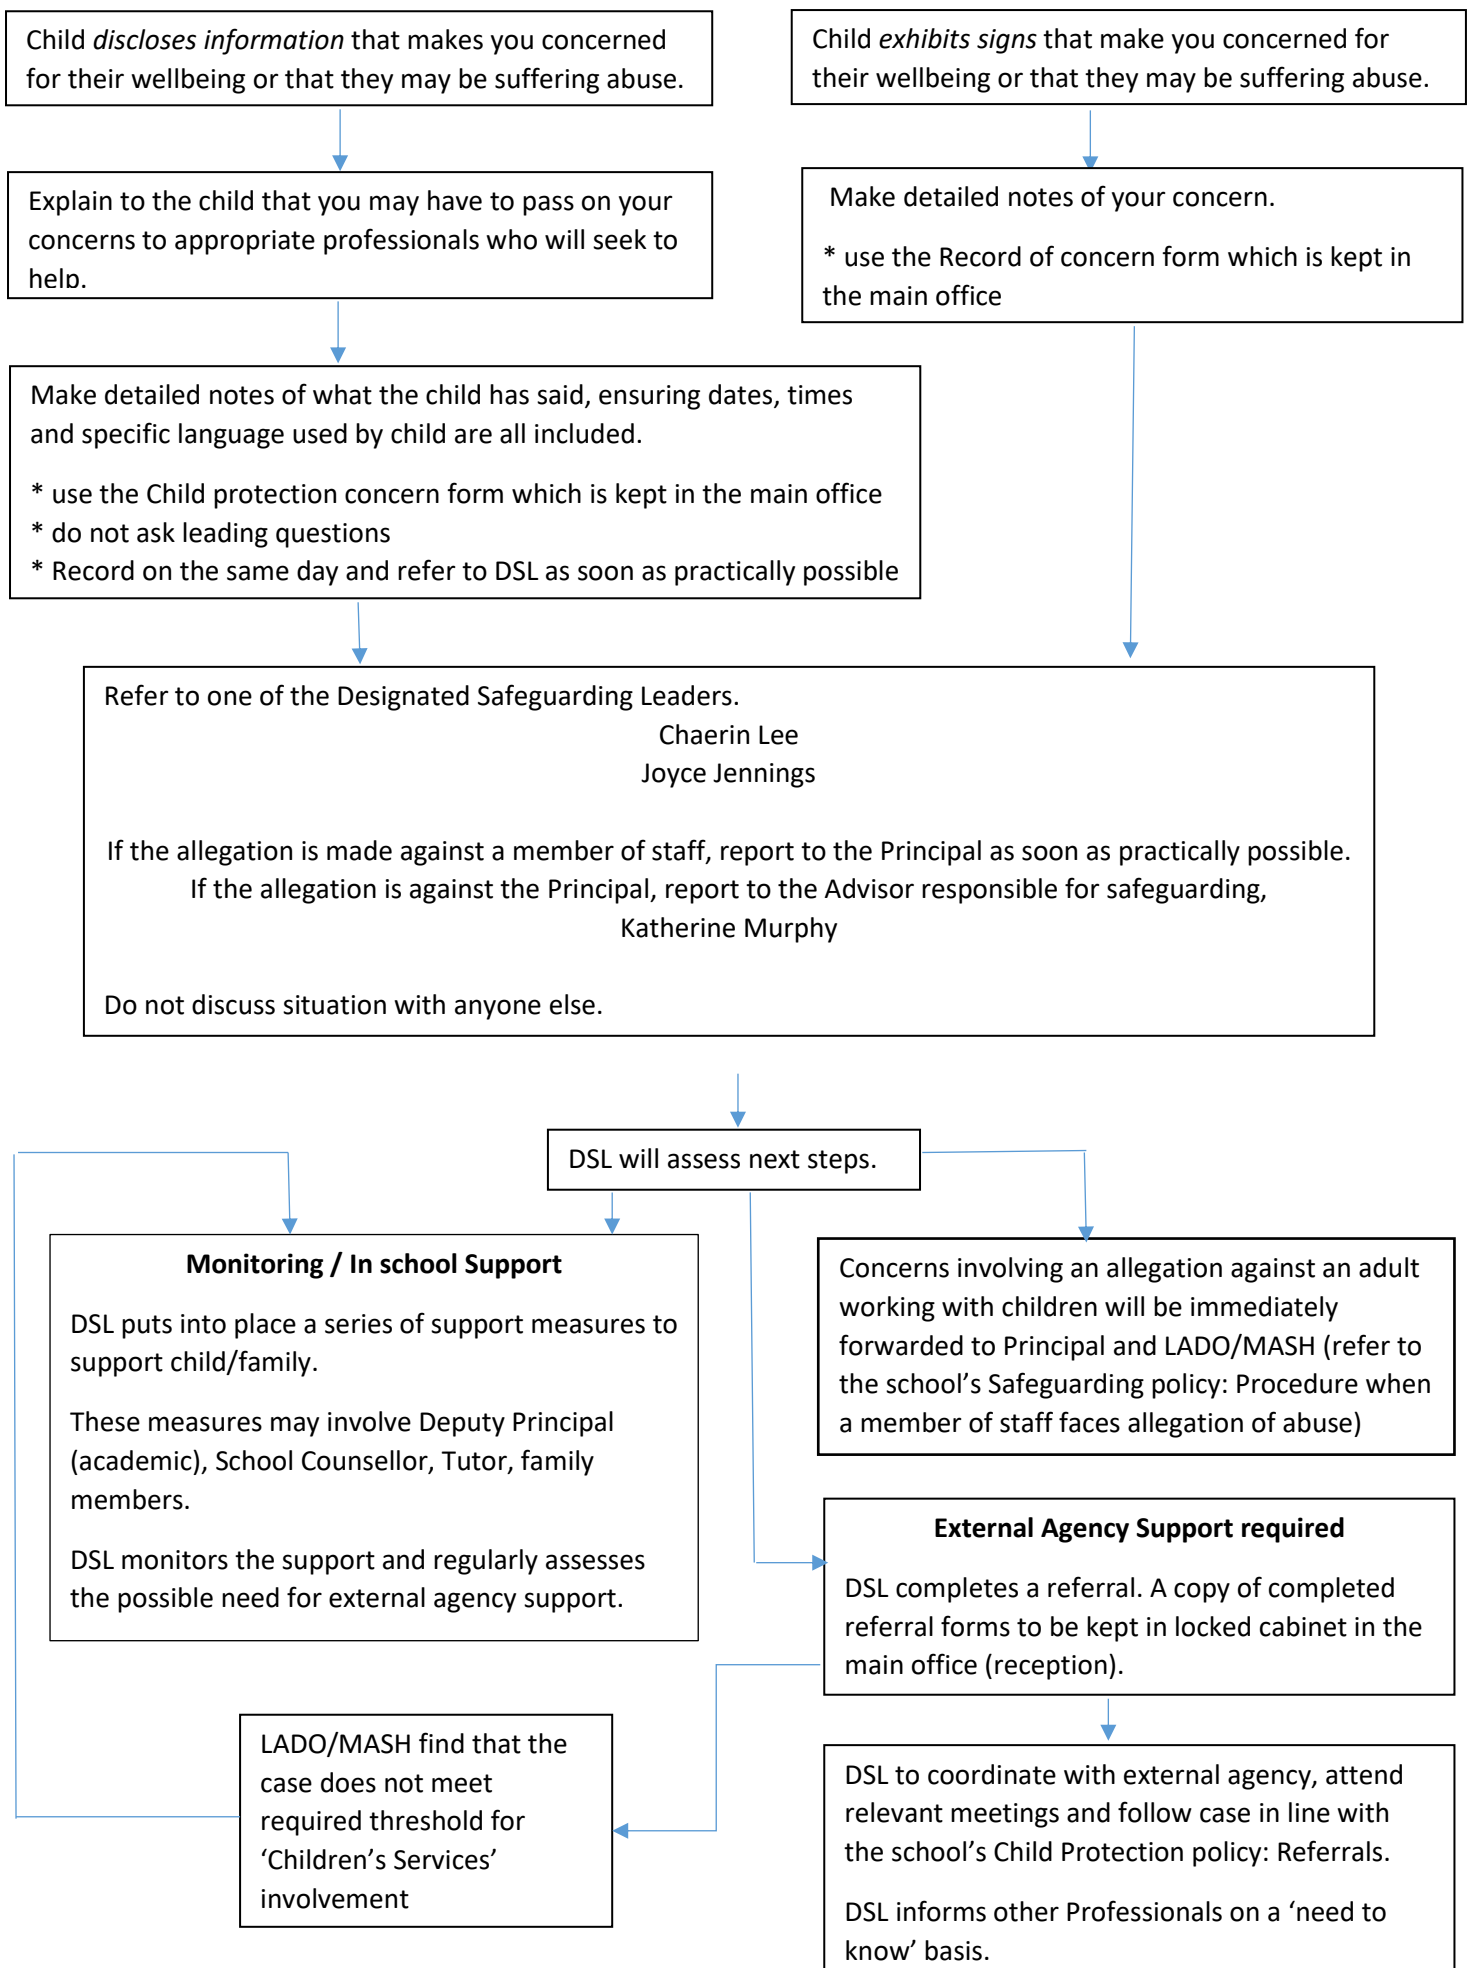 Child discloses information that makes you concerned
for their wellbeing or that they may be suffering abuse.
Child exhibits signs that make you concerned for
their wellbeing or that they may be suffering abuse.
Explain to the child that you may have to pass on your
concerns to appropriate professionals who will seek to
help.
Make detailed notes of your concern.
* use the Record of concern form which is kept in
the main office
Make detailed notes of what the child has said, ensuring dates, times
and specific language used by child are all included.
* use the Child protection concern form which is kept in the main office
* do not ask leading questions
* Record on the same day and refer to DSL as soon as practically possible
Refer to one of the Designated Safeguarding Leaders.
Chaerin Lee
Joyce Jennings
If the allegation is made against a member of staff, report to the Principal as soon as practically possible.
If the allegation is against the Principal, report to the Advisor responsible for safeguarding,
Katherine Murphy
Do not discuss situation with anyone else.
DSL will assess next steps.
Monitoring / In school Support
DSL puts into place a series of support measures to
support child/family.
These measures may involve Deputy Principal
(academic), School Counsellor, Tutor, family
members.
DSL monitors the support and regularly assesses
the possible need for external agency support.
Concerns involving an allegation against an adult
working with children will be immediately
forwarded to Principal and LADO/MASH (refer to
the school’s Safeguarding policy: Procedure when
a member of staff faces allegation of abuse)
External Agency Support required
DSL completes a referral. A copy of completed
referral forms to be kept in locked cabinet in the
main office (reception).
LADO/MASH find that the
case does not meet
required threshold for
‘Children’s Services’
involvement
DSL to coordinate with external agency, attend
relevant meetings and follow case in line with
the school’s Child Protection policy: Referrals.
DSL informs other Professionals on a ‘need to
know’ basis.